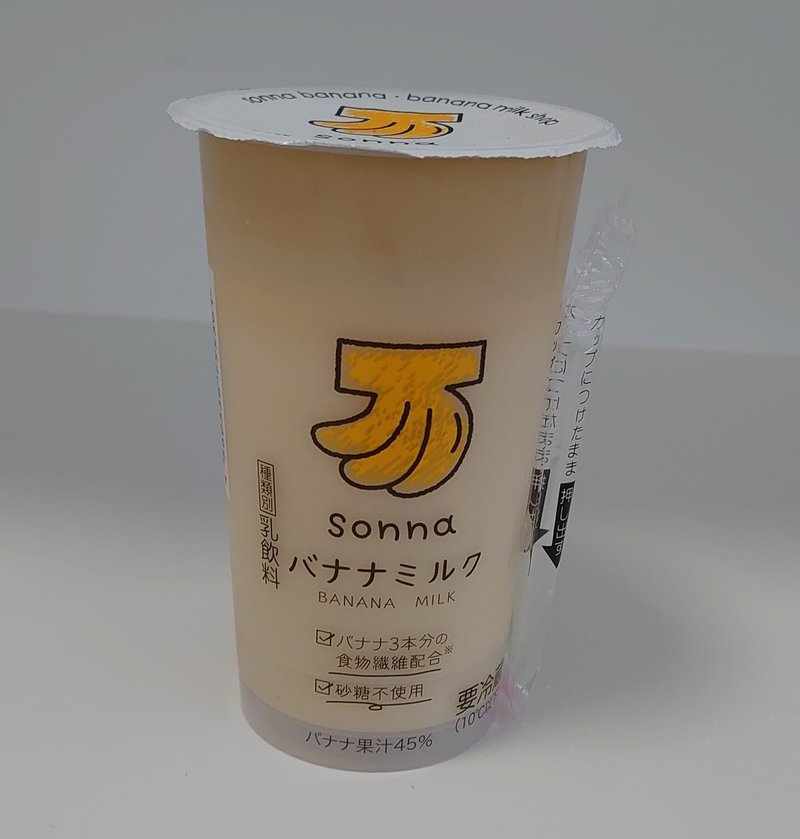 sonna banana・banana milk shop
sonna
sonna
バナナミルク
BANANA MILK
種類別
乳飲料
バナナ3本分の
食物繊維配合※
砂糖不使用
要冷蔵
(10℃以
バナナ果汁45%
カップにつけたまま
押し出す